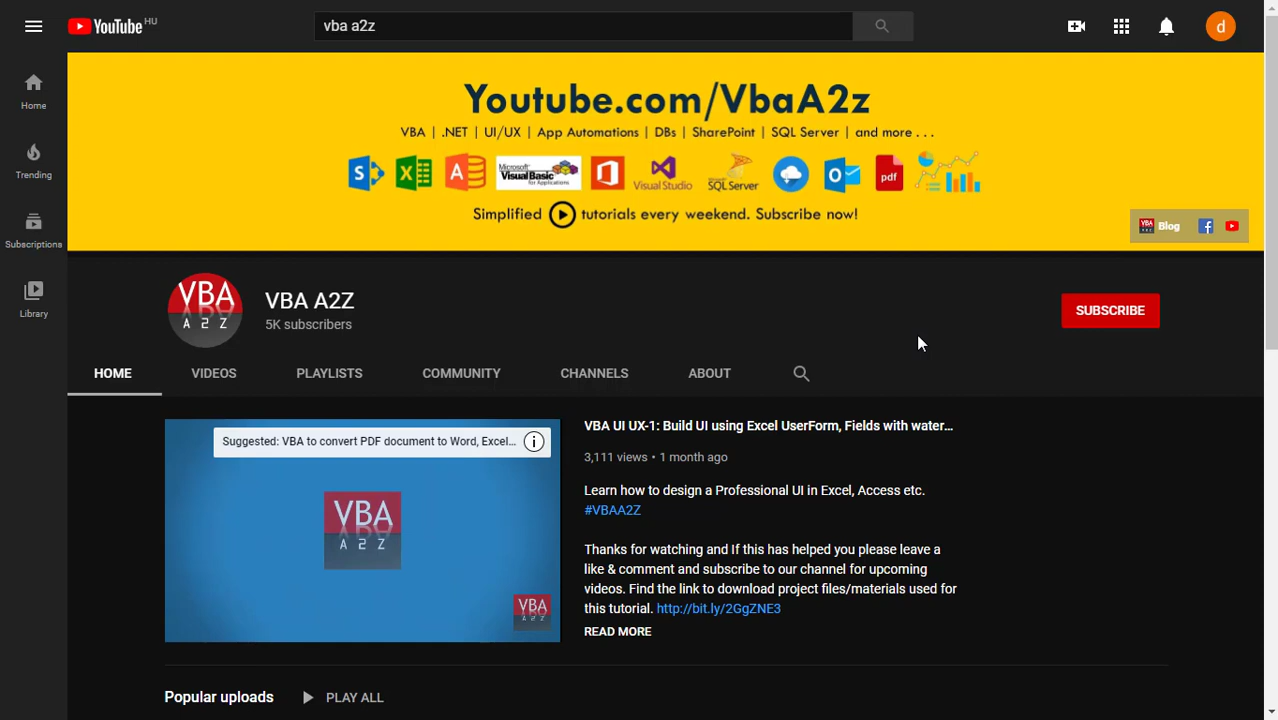 YouTube HU
vba a2z
d
Home
Trending
Subscriptions
Library
Youtube.com/VbaA2z
VBA | .NET | UI/UX | App Automations | DBs | SharePoint | SQL Server | and more . . .
Microsoft Visual Basic for Applications
Visual Studio
SQL Server
pdf
Simplified tutorials every weekend. Subscribe now!
VBA A2Z Blog
VBA A2Z
VBA A2Z
5K subscribers
SUBSCRIBE
HOME VIDEOS PLAYLISTS COMMUNITY CHANNELS ABOUT
Suggested: VBA to convert PDF document to Word, Excel...
VBA
A 2 Z
VBA
A2Z
VBA UI UX-1: Build UI using Excel UserForm, Fields with water...
3,111 views • 1 month ago
Learn how to design a Professional UI in Excel, Access etc.
#VBAA2Z
Thanks for watching and If this has helped you please leave a
like & comment and subscribe to our channel for upcoming
videos. Find the link to download project files/materials used for
this tutorial. http://bit.ly/2GgZNE3
READ MORE
Popular uploads PLAY ALL